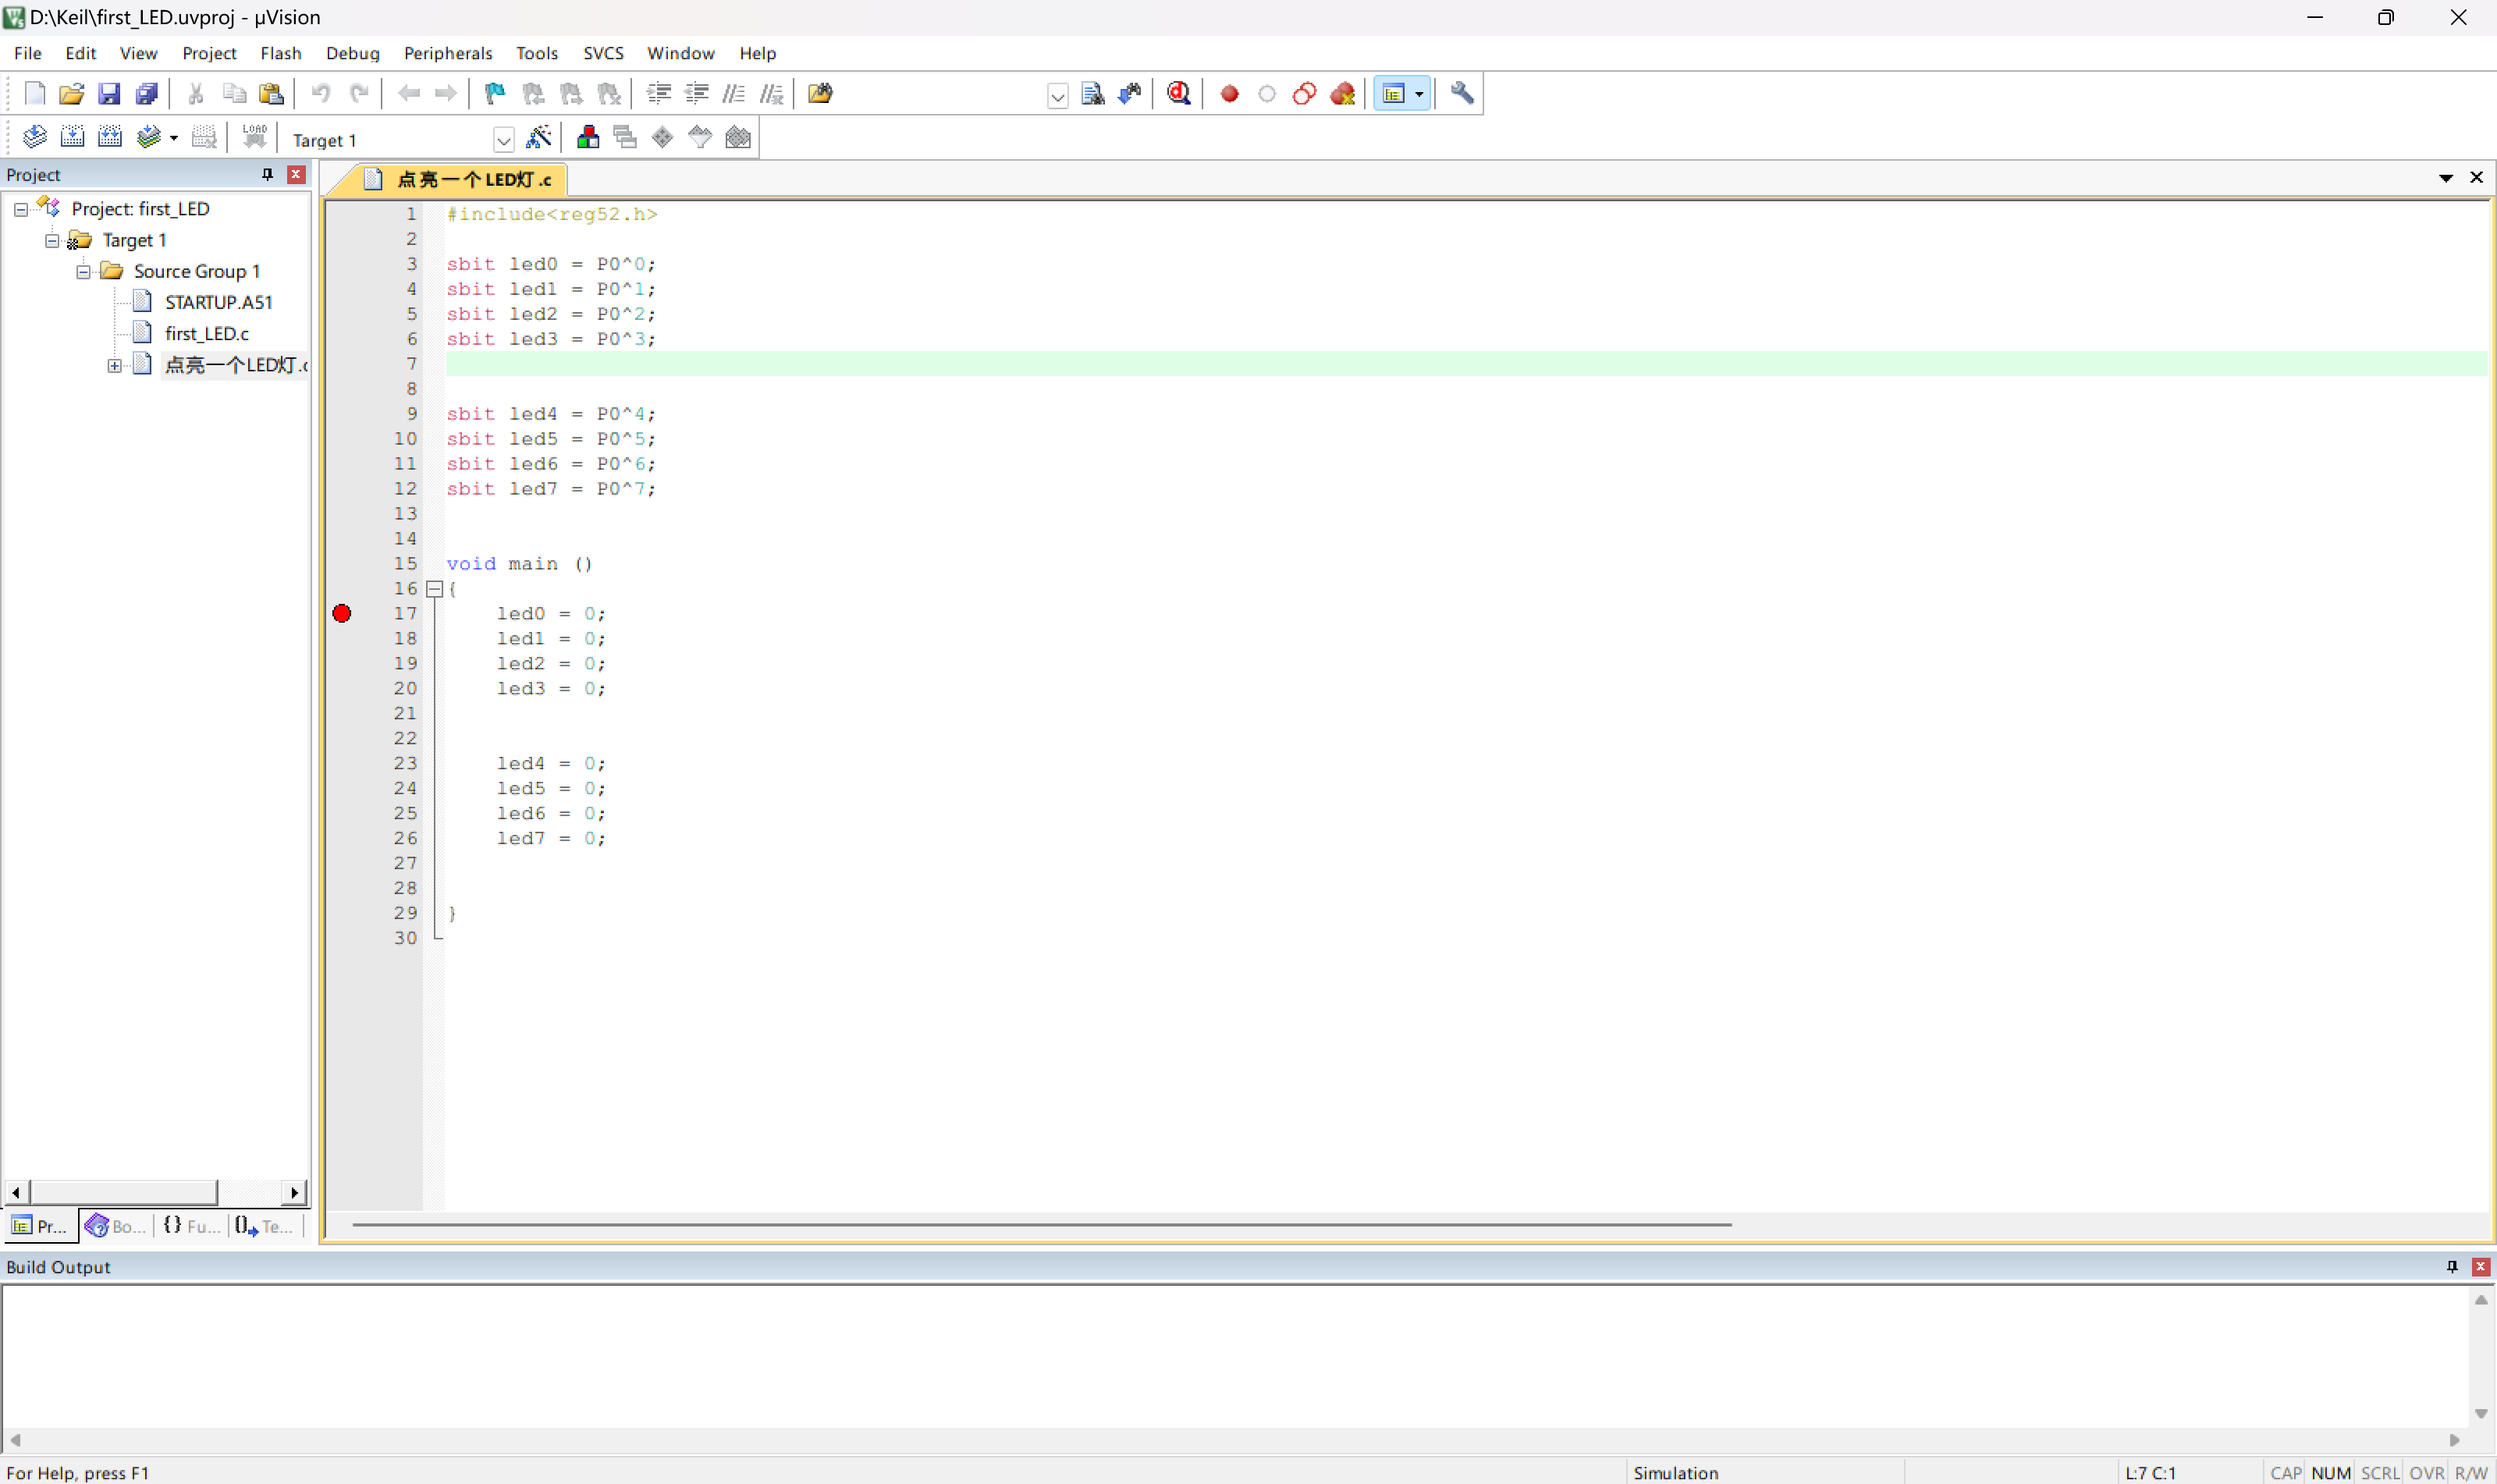 D:\Keil\first_LED.uvproj - µVision
File Edit View Project Flash Debug Peripherals Tools SVCS Window Help
LOAD Target 1
Project
点亮一个LED灯.c
Project: first_LED
Target 1
Source Group 1
STARTUP.A51
first_LED.c
点亮一个LED灯.c
1 #include<reg52.h>
2
3 sbit led0 = P0^0;
4 sbit led1 = P0^1;
5 sbit led2 = P0^2;
6 sbit led3 = P0^3;
7
8
9 sbit led4 = P0^4;
10 sbit led5 = P0^5;
11 sbit led6 = P0^6;
12 sbit led7 = P0^7;
13
14
15 void main ()
16 {
17 led0 = 0;
18 led1 = 0;
19 led2 = 0;
20 led3 = 0;
21
22
23 led4 = 0;
24 led5 = 0;
25 led6 = 0;
26 led7 = 0;
27
28
29 }
30
Pr... Bo... {} Fu... Te...
Build Output
For Help, press F1 Simulation L:7 C:1 CAP NUM SCRL OVR R/W